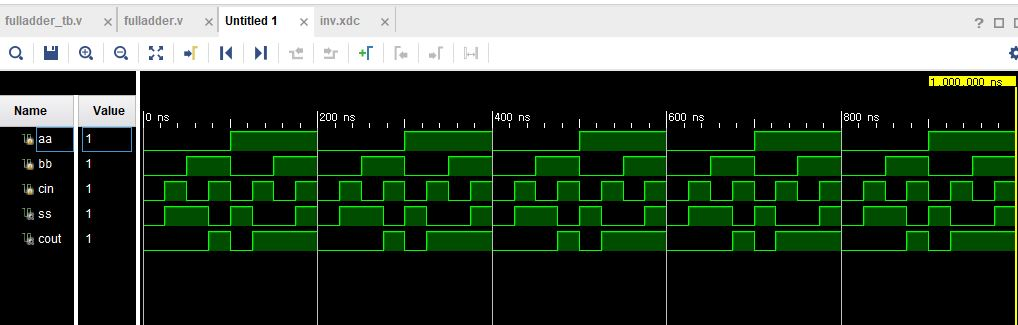 fulladder_tb.v × fulladder.v × Untitled 1 × inv.xdc ×
?
1,000.000 ns
Name Value
0 ns 200 ns 400 ns 600 ns 800 ns
aa 1
bb 1
cin 1
ss 1
cout 1